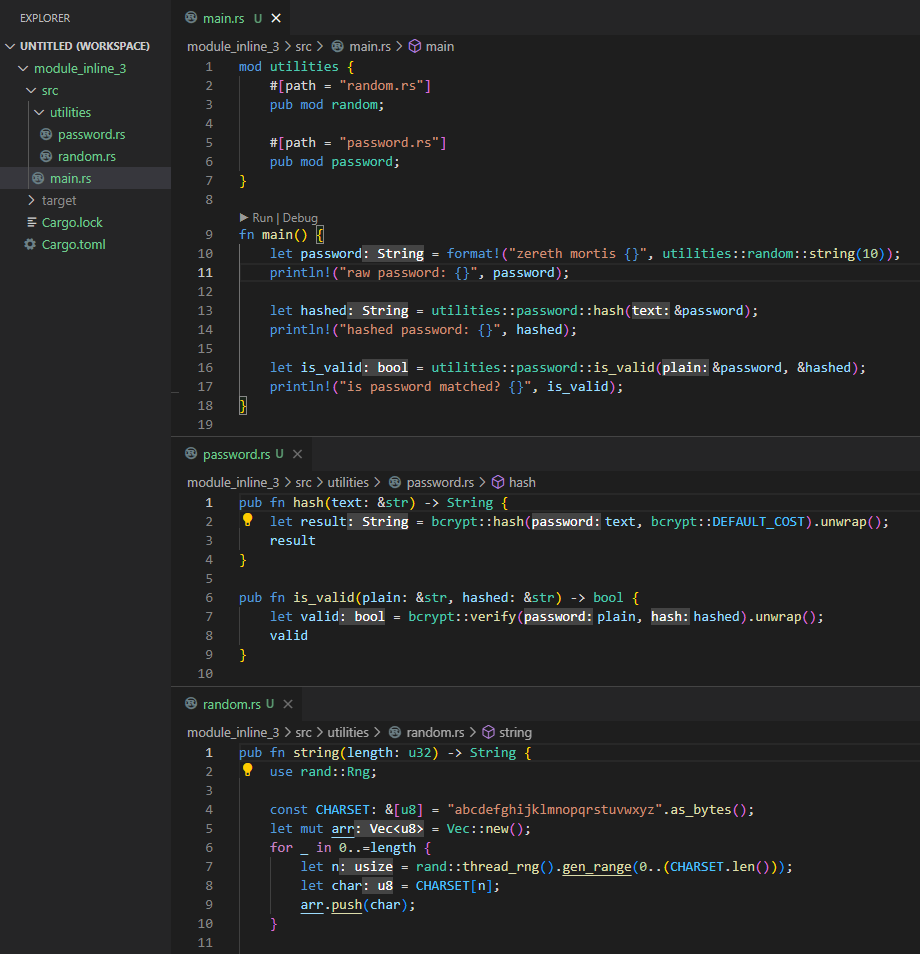 EXPLORER
UNTITLED (WORKSPACE)
module_inline_3
src
utilities
password.rs
random.rs
main.rs
target
Cargo.lock
Cargo.toml
main.rs U
module_inline_3 > src > main.rs > main
1 mod utilities {
2 #[path = "random.rs"]
3 pub mod random;
4
5 #[path = "password.rs"]
6 pub mod password;
7 }
8
Run | Debug
9 fn main() {
10 let password: String = format!("zereth mortis {}", utilities::random::string(10));
11 println!("raw password: {}", password);
12
13 let hashed: String = utilities::password::hash(text: &password);
14 println!("hashed password: {}", hashed);
15
16 let is_valid: bool = utilities::password::is_valid(plain: &password, &hashed);
17 println!("is password matched? {}", is_valid);
18 }
19
password.rs U
module_inline_3 > src > utilities > password.rs > hash
1 pub fn hash(text: &str) -> String {
2 let result: String = bcrypt::hash(password: text, bcrypt::DEFAULT_COST).unwrap();
3 result
4 }
5
6 pub fn is_valid(plain: &str, hashed: &str) -> bool {
7 let valid: bool = bcrypt::verify(password: plain, hash: hashed).unwrap();
8 valid
9 }
10
random.rs U
module_inline_3 > src > utilities > random.rs > string
1 pub fn string(length: u32) -> String {
2 use rand::Rng;
3
4 const CHARSET: &[u8] = "abcdefghijklmnopqrstuvwxyz".as_bytes();
5 let mut arr: Vec<u8> = Vec::new();
6 for _ in 0..=length {
7 let n: usize = rand::thread_rng().gen_range(0..(CHARSET.len()));
8 let char: u8 = CHARSET[n];
9 arr.push(char);
10 }
11